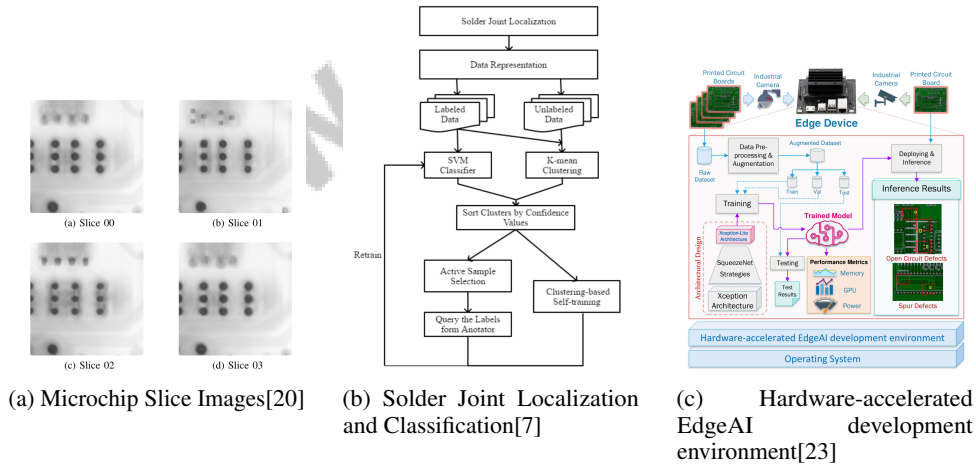 (a) Slice 00
(b) Slice 01
(c) Slice 02
(d) Slice 03
(a) Microchip Slice Images[20]
Solder Joint Localization
Data Representation
Labeled
Data
Unlabeled
Data
SVM
Classifier
K-mean
Clustering
Sort Clusters by Confidence
Values
Retrain
Active Sample
Selection
Clustering-based
Self-training
Query the Labels
form Anotator
(b) Solder Joint Localization
and Classification[7]
Printed Circuit
Boards
Industrial
Camera
Industrial
Camera
Printed Circuit
Board
Edge Device
Raw
Dataset
Data Pre-
processing &
Augmentation
Augmented Dataset
Train
Val
Test
Deploying &
Inference
Training
Trained Model
Inference Results
Open Circuit Defects
Spur Defects
Architectural Design
Xception-Lite
Architecture
SqueezeNet
Strategies
Xception
Architecture
Testing
Test
Results
Performance Metrics
Memory
GPU
Power
Hardware-accelerated EdgeAI development environment
Operating System
(c) Hardware-accelerated
EdgeAI development
environment[23]